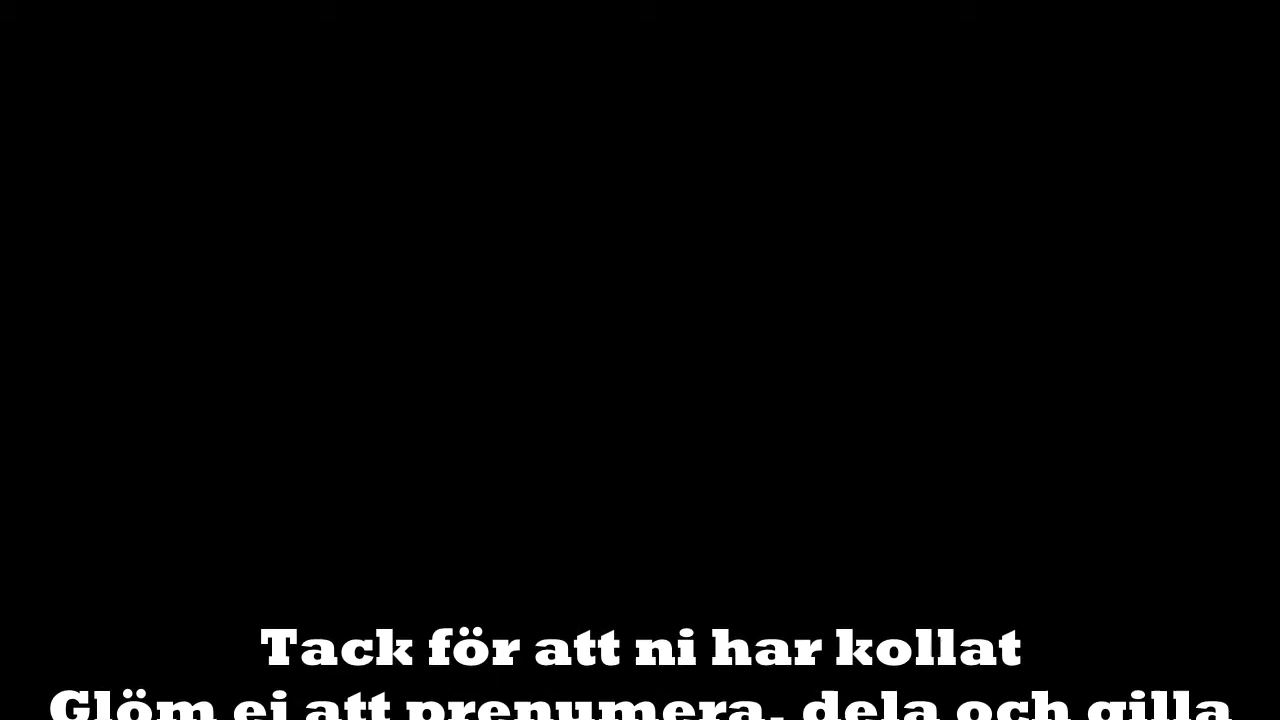 Tack för att ni har kollat
Glöm ej att prenumera, dela och gilla